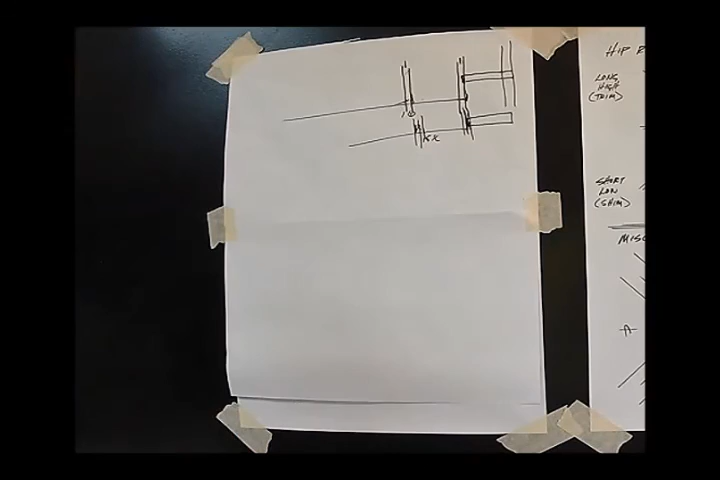 HIP R
LONG,
HIGH
(TRIM)
SHORT
LOW
(SHIM)
MISC
A